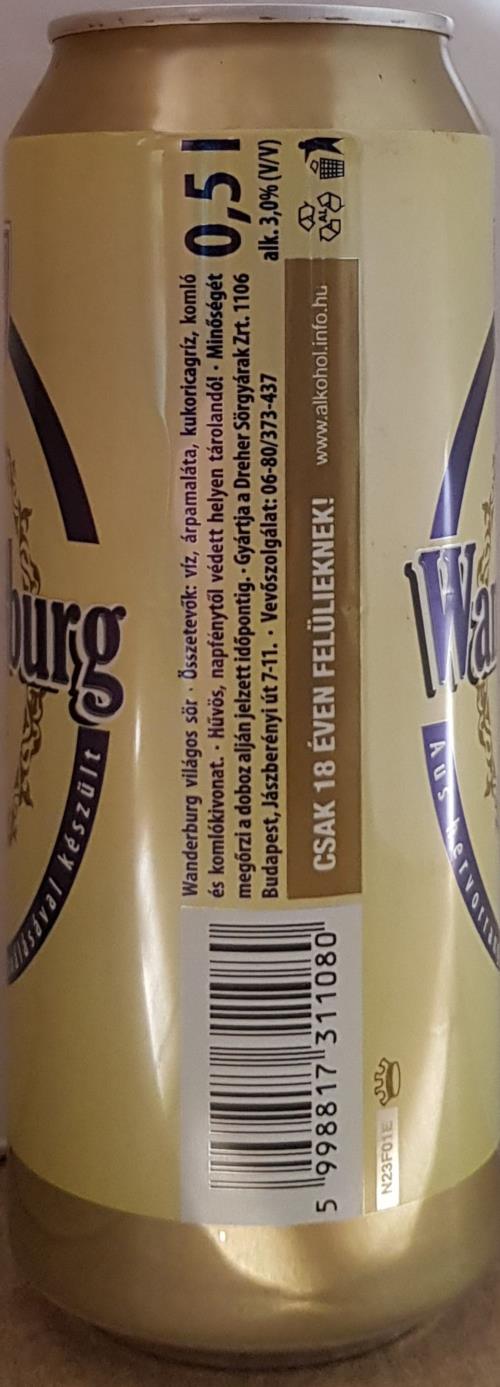 burg
készült
Wanderburg világos sör · Összetevők: víz, árpamaláta, kukoricagríz, komló
és komlókivonat. · Hűvös, napfénytől védett helyen tárolandó! · Minőségét
megőrzi a doboz alján jelzett időpontig. · Gyártja a Dreher Sörgyárak Zrt. 1106
Budapest, Jászberényi út 7-11. · Vevőszolgálat: 06-80/373-437
0,5 l
alk. 3,0% (V/V)
CSAK 18 ÉVEN FELÜLIEKNEK! www.alkohol.info.hu
AL
5 998817 311080
N23F01E
Wa
aus